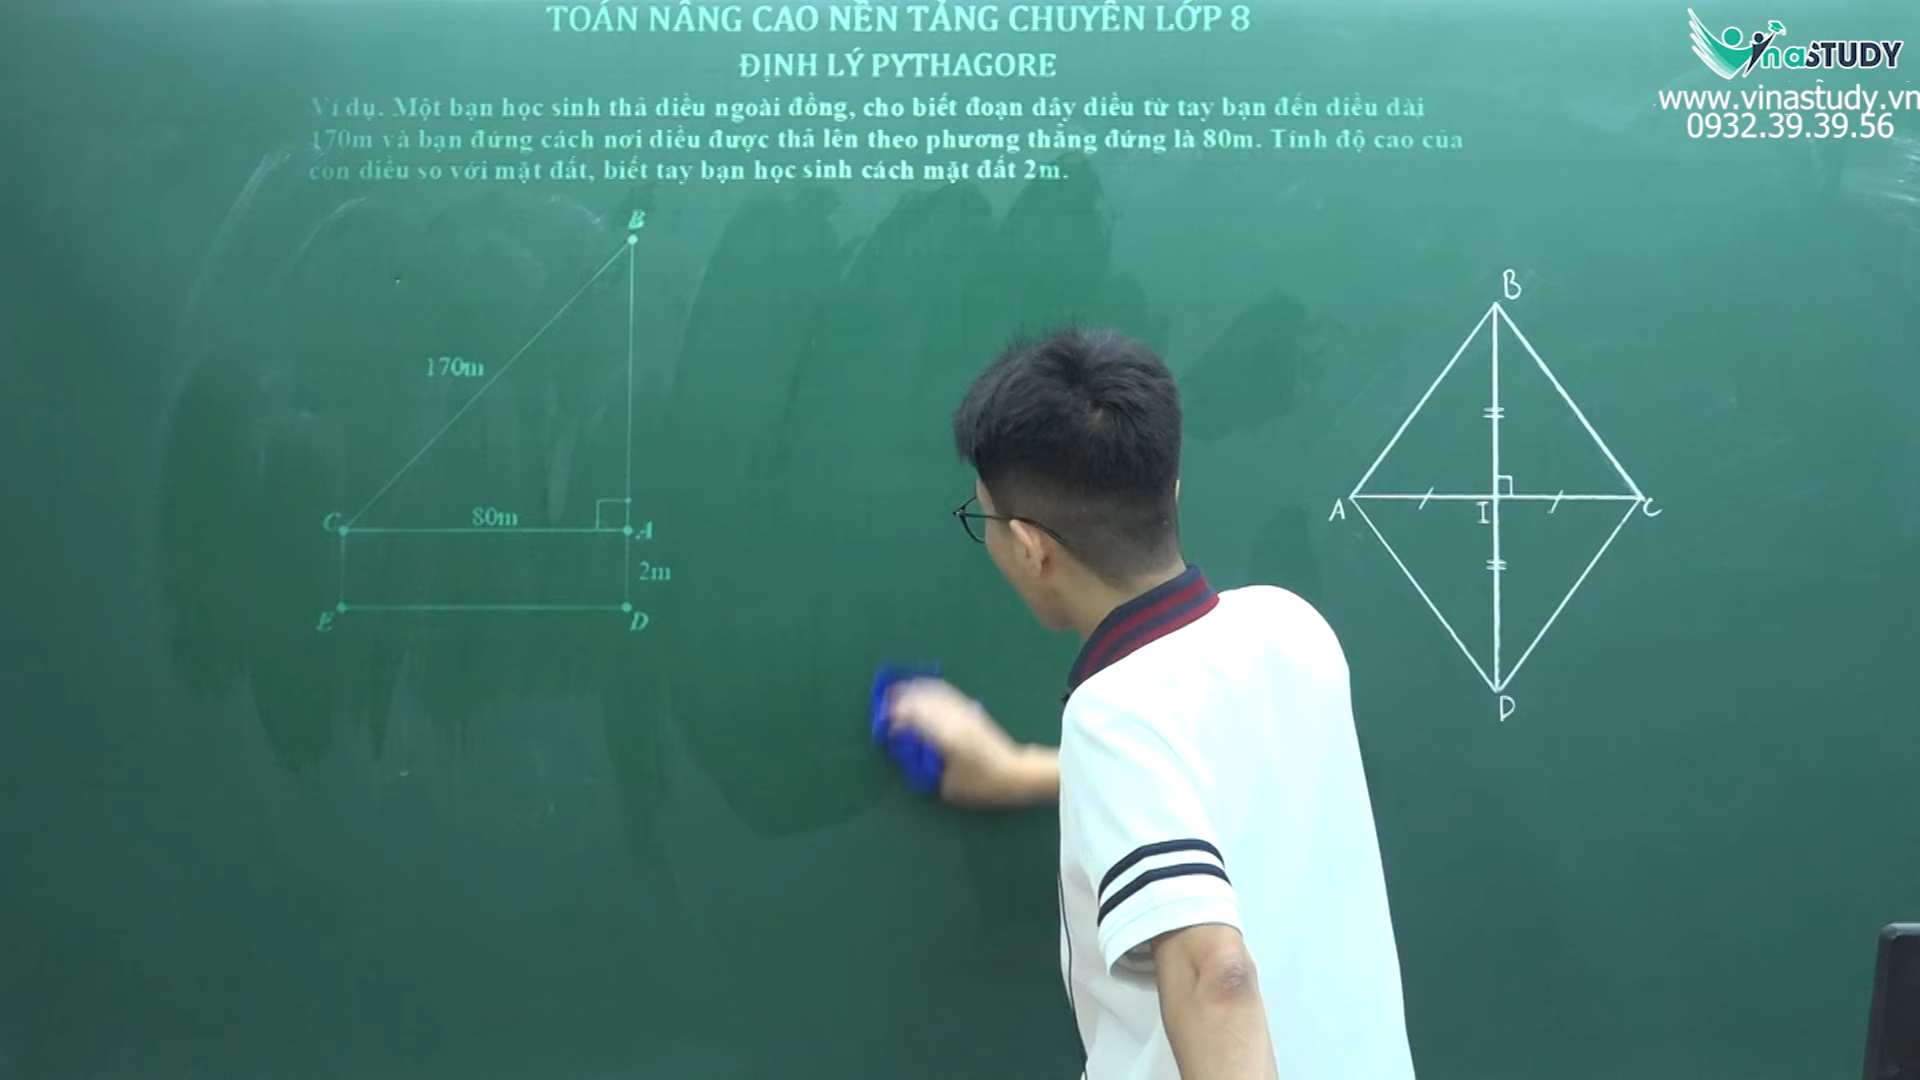 TOÁN NÂNG CAO NỀN TẢNG CHUYÊN LỚP 8
ĐỊNH LÝ PYTHAGORE
Ví dụ. Một bạn học sinh thả diều ngoài đồng, cho biết đoạn dây diều từ tay bạn đến diều dài
170m và bạn đứng cách nơi diều được thả lên theo phương thẳng đứng là 80m. Tính độ cao của
con diều so với mặt đất, biết tay bạn học sinh cách mặt đất 2m.
VinaSTUDY
www.vinastudy.vn
0932.39.39.56
B
170m
C
80m
A
2m
E
D
B
A
I
C
D